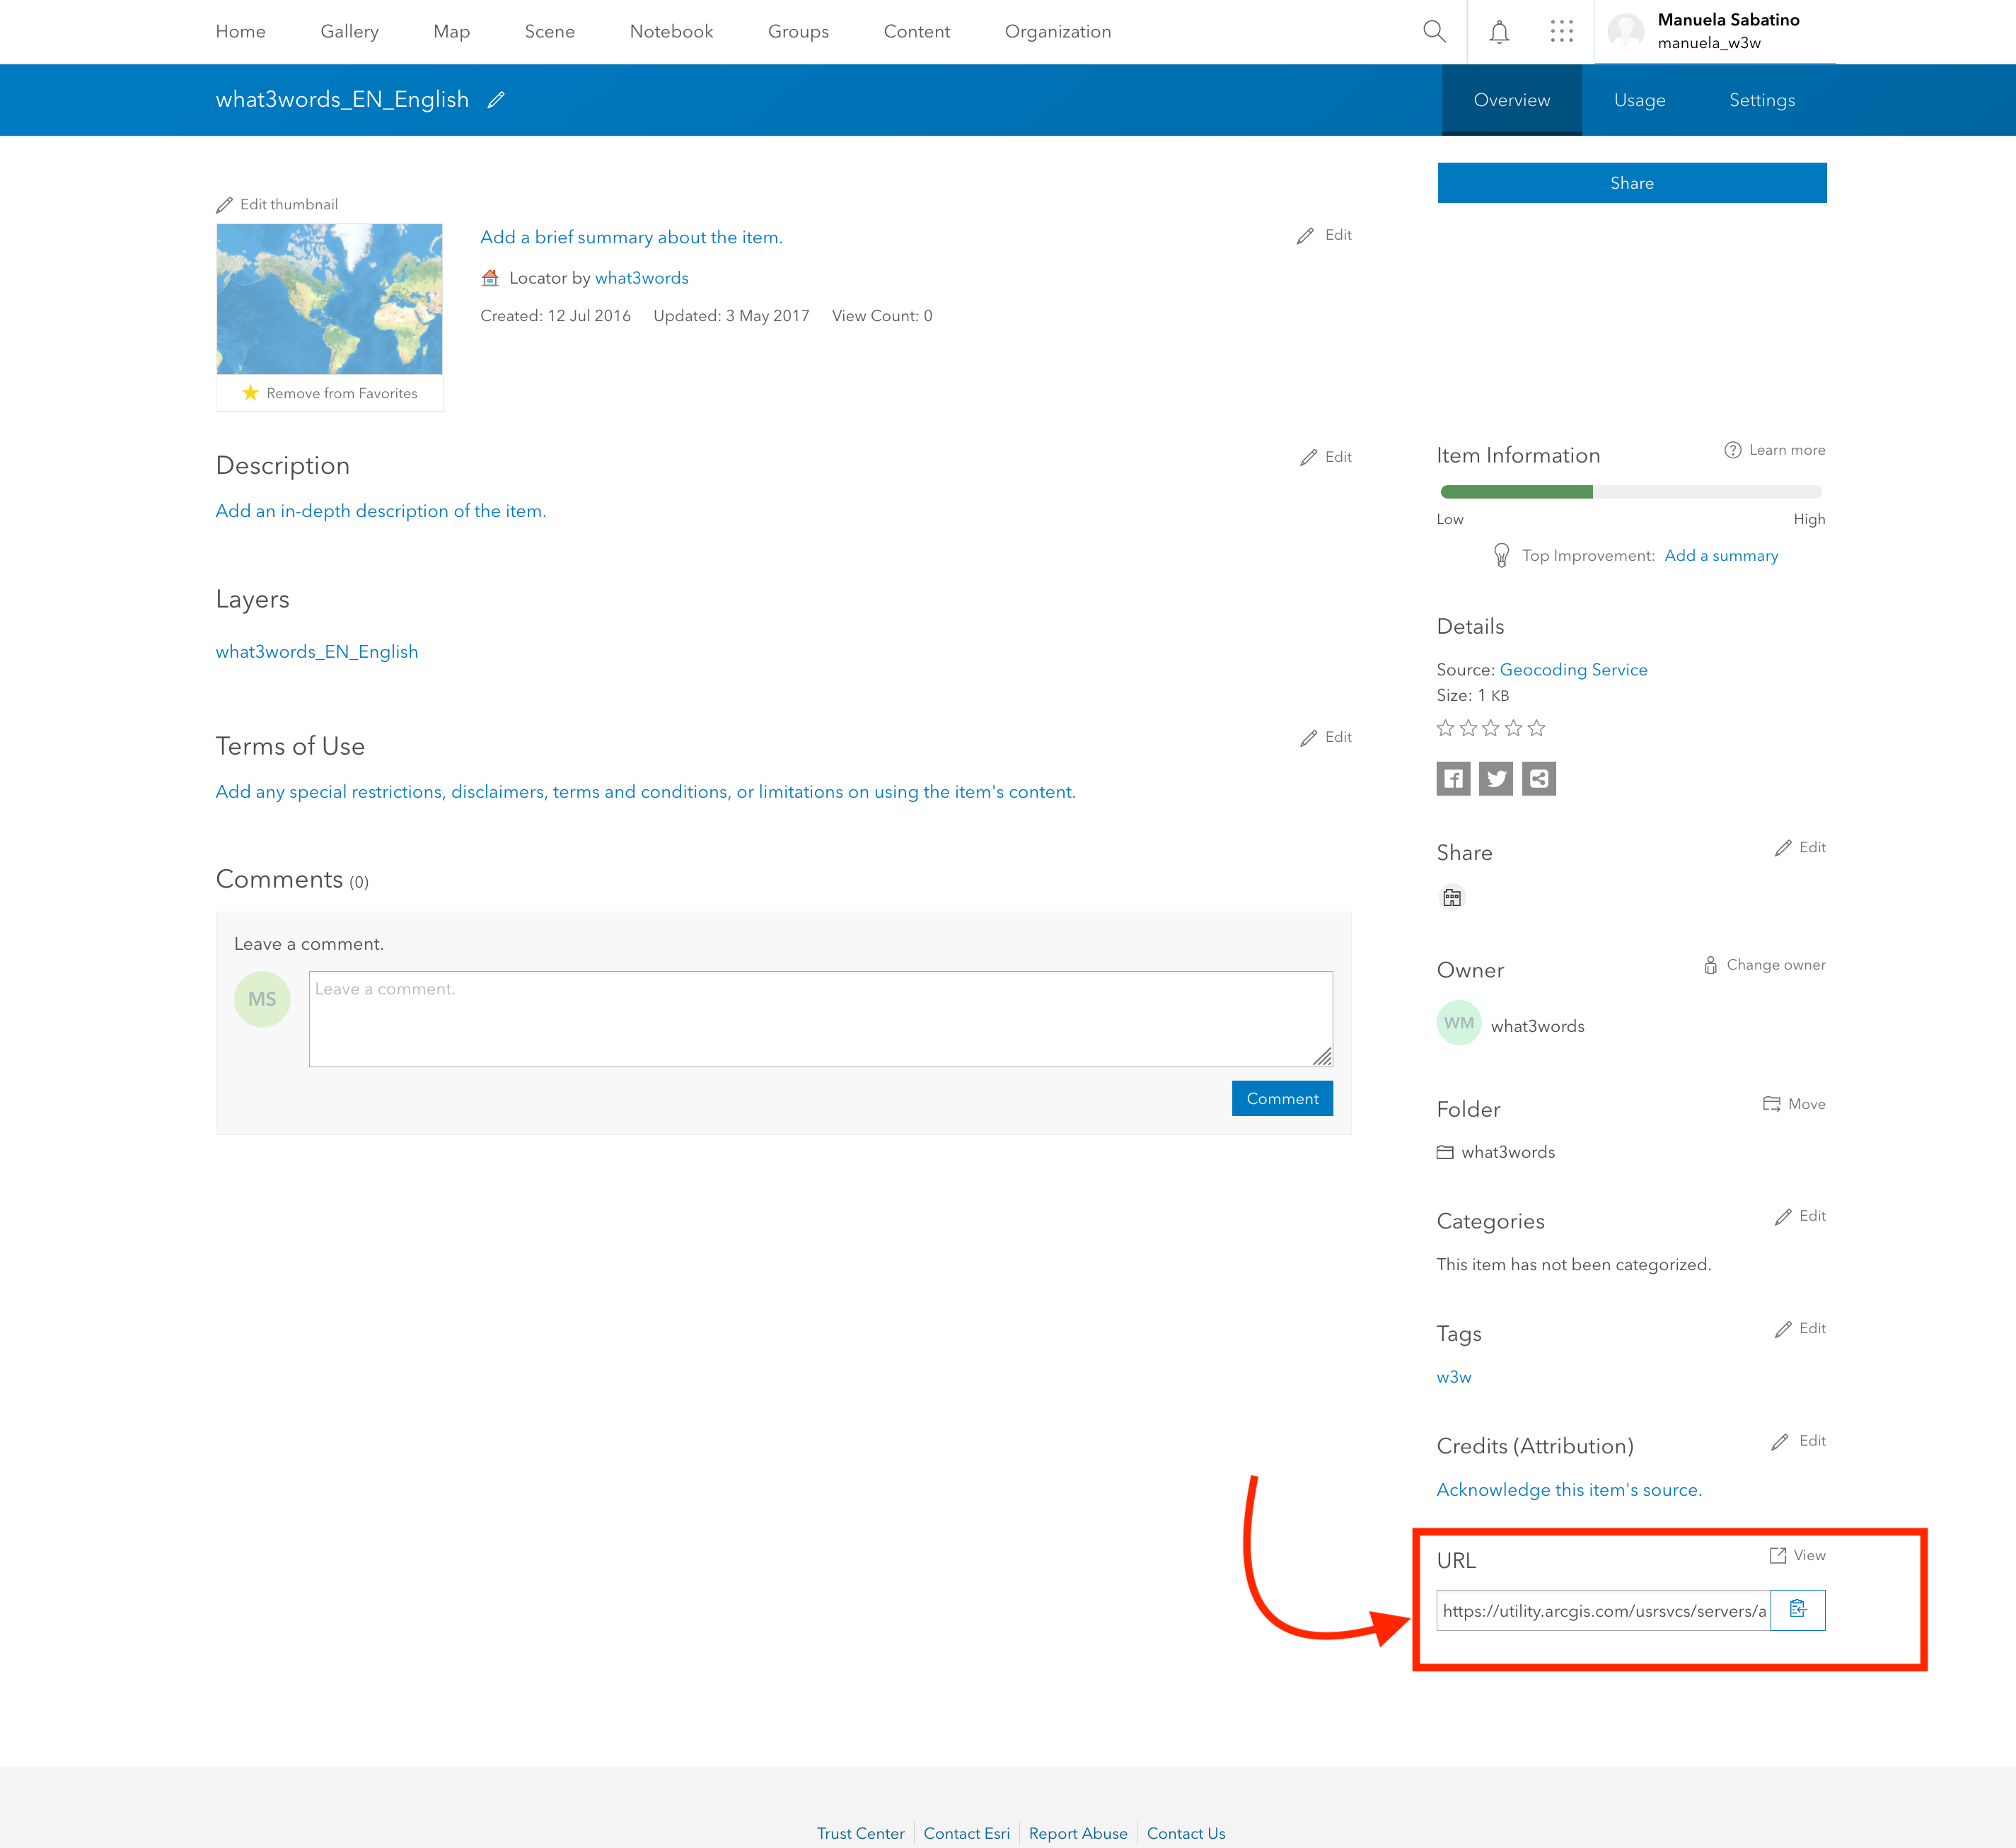 Home Gallery Map Scene Notebook Groups Content Organization
Manuela Sabatino
manuela_w3w
what3words_EN_English
Overview Usage Settings
Share
Edit thumbnail
Add a brief summary about the item.
Edit
Locator by what3words
Created: 12 Jul 2016 Updated: 3 May 2017 View Count: 0
Remove from Favorites
Description
Edit
Add an in-depth description of the item.
Layers
what3words_EN_English
Terms of Use
Edit
Add any special restrictions, disclaimers, terms and conditions, or limitations on using the item's content.
Comments (0)
Leave a comment.
MS
Leave a comment.
Comment
Item Information
Learn more
Low High
Top Improvement: Add a summary
Details
Source: Geocoding Service
Size: 1 KB
Share
Edit
Owner
Change owner
WM
what3words
Folder
Move
what3words
Categories
Edit
This item has not been categorized.
Tags
Edit
w3w
Credits (Attribution)
Edit
Acknowledge this item's source.
URL
View
https://utility.arcgis.com/usrsvcs/servers/a
Trust Center Contact Esri Report Abuse Contact Us